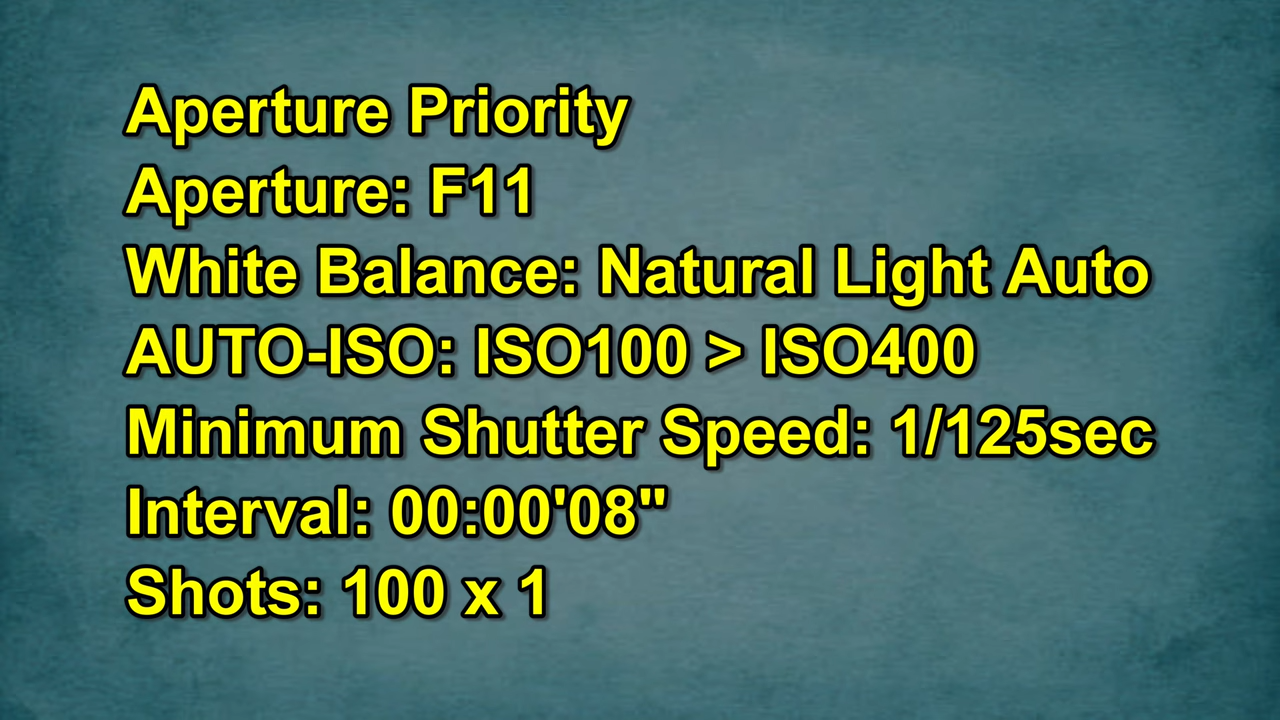 Aperture Priority
Aperture: F11
White Balance: Natural Light Auto
AUTO-ISO: ISO100 > ISO400
Minimum Shutter Speed: 1/125sec
Interval: 00:00'08"
Shots: 100 x 1